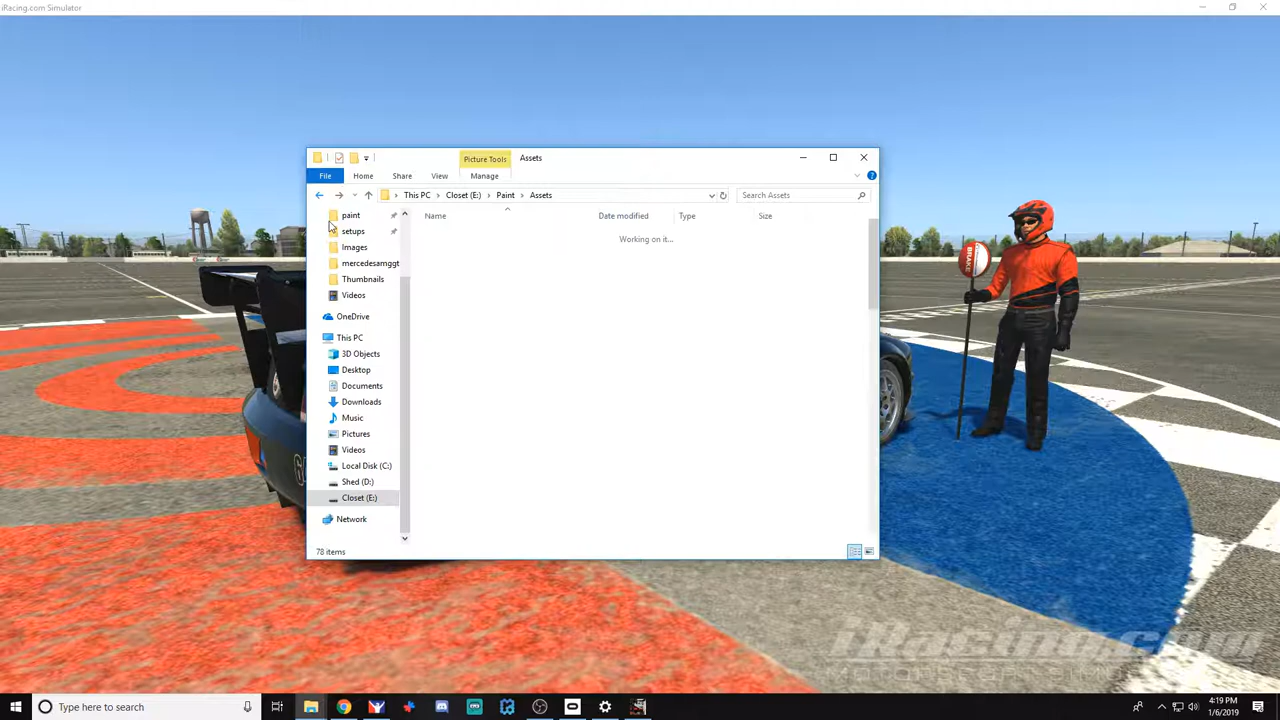 iRacing.com Simulator
Picture Tools
Assets
File
Home
Share
View
Manage
This PC
Closet (E:)
Paint
Assets
Search Assets
Name
Date modified
Type
Size
Working on it...
paint
setups
Images
mercedesamggt
Thumbnails
Videos
OneDrive
This PC
3D Objects
Desktop
Documents
Downloads
Music
Pictures
Videos
Local Disk (C:)
Shed (D:)
Closet (E:)
Network
78 items
BRAKE
iRacing.com
Type here to search
4:19 PM
1/6/2019